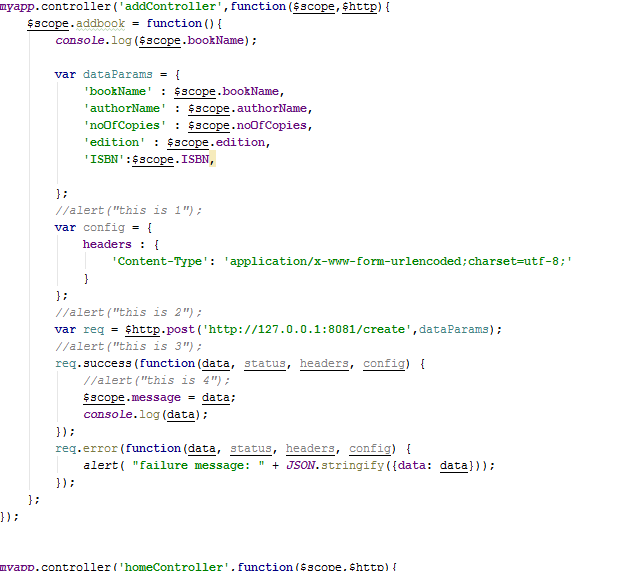 myapp.controller('addController',function($scope,$http){
$scope.addbook = function(){
console.log($scope.bookName);
var dataParams = {
'bookName' : $scope.bookName,
'authorName' : $scope.authorName,
'noOfCopies' : $scope.noOfCopies,
'edition' : $scope.edition,
'ISBN':$scope.ISBN,
};
//alert("this is 1");
var config = {
headers : {
'Content-Type': 'application/x-www-form-urlencoded;charset=utf-8;'
}
};
//alert("this is 2");
var req = $http.post('http://127.0.0.1:8081/create',dataParams);
//alert("this is 3");
req.success(function(data, status, headers, config) {
//alert("this is 4");
$scope.message = data;
console.log(data);
});
req.error(function(data, status, headers, config) {
alert( "failure message: " + JSON.stringify({data: data}));
});
};
});
myapp.controller('homeController',function($scope,$http){